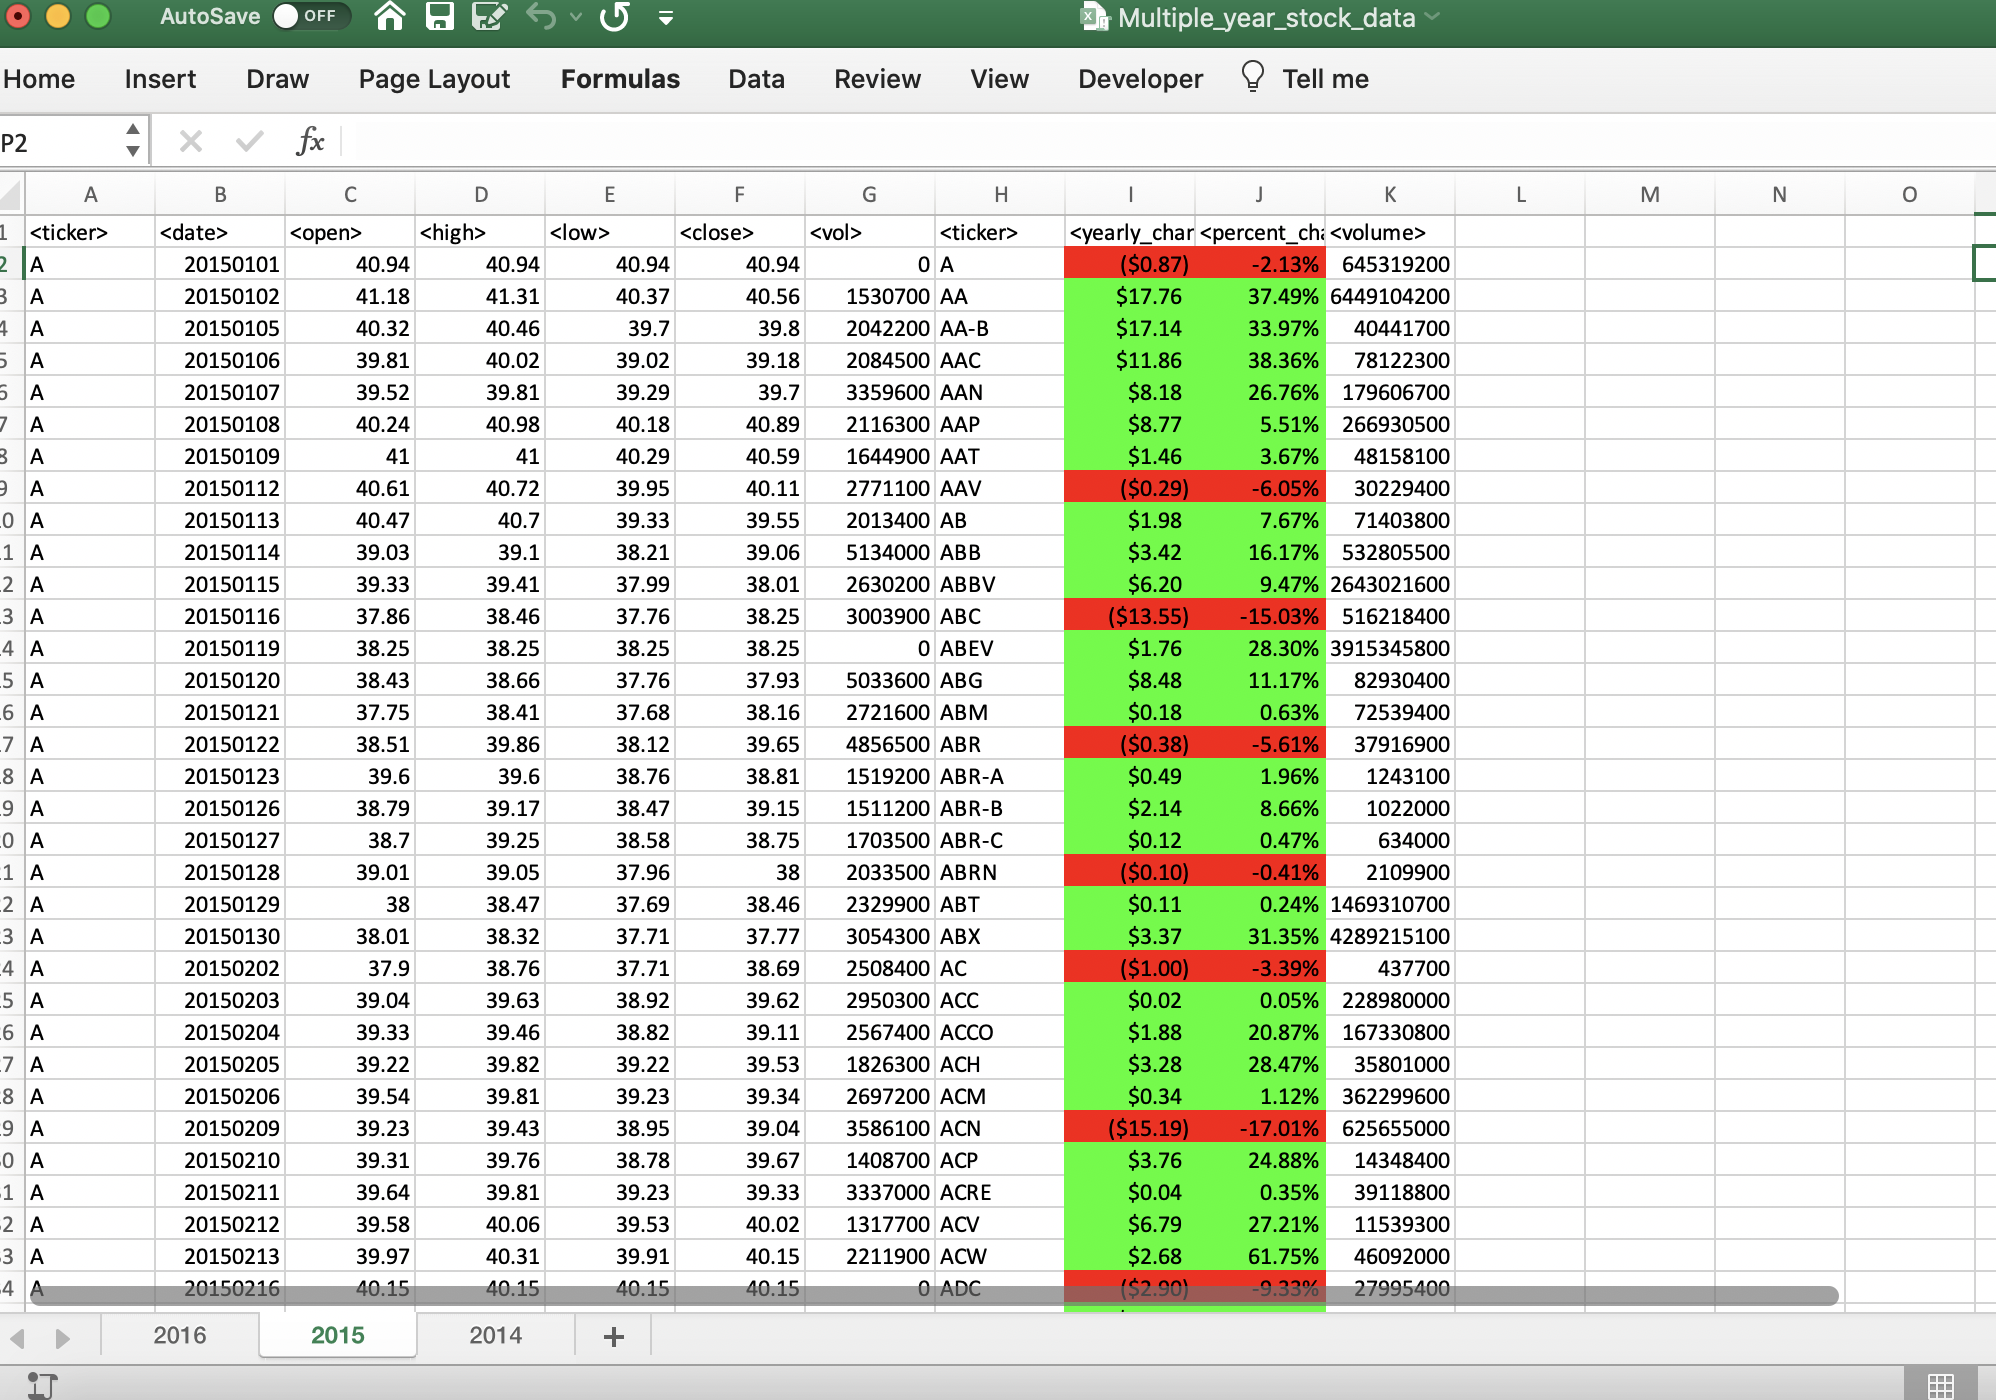 AutoSave OFF Multiple_year_stock_data
Home Insert Draw Page Layout Formulas Data Review View Developer Tell me
P2 fx
A B C D E F G H I J K L M N O
1 <ticker> <date> <open> <high> <low> <close> <vol> <ticker> <yearly_char <percent_cha <volume>
2 A 20150101 40.94 40.94 40.94 40.94 0 A ($0.87) -2.13% 645319200
3 A 20150102 41.18 41.31 40.37 40.56 1530700 AA $17.76 37.49% 6449104200
4 A 20150105 40.32 40.46 39.7 39.8 2042200 AA-B $17.14 33.97% 40441700
5 A 20150106 39.81 40.02 39.02 39.18 2084500 AAC $11.86 38.36% 78122300
6 A 20150107 39.52 39.81 39.29 39.7 3359600 AAN $8.18 26.76% 179606700
7 A 20150108 40.24 40.98 40.18 40.89 2116300 AAP $8.77 5.51% 266930500
8 A 20150109 41 41 40.29 40.59 1644900 AAT $1.46 3.67% 48158100
9 A 20150112 40.61 40.72 39.95 40.11 2771100 AAV ($0.29) -6.05% 30229400
0 A 20150113 40.47 40.7 39.33 39.55 2013400 AB $1.98 7.67% 71403800
1 A 20150114 39.03 39.1 38.21 39.06 5134000 ABB $3.42 16.17% 532805500
2 A 20150115 39.33 39.41 37.99 38.01 2630200 ABBV $6.20 9.47% 2643021600
3 A 20150116 37.86 38.46 37.76 38.25 3003900 ABC ($13.55) -15.03% 516218400
4 A 20150119 38.25 38.25 38.25 38.25 0 ABEV $1.76 28.30% 3915345800
5 A 20150120 38.43 38.66 37.76 37.93 5033600 ABG $8.48 11.17% 82930400
6 A 20150121 37.75 38.41 37.68 38.16 2721600 ABM $0.18 0.63% 72539400
7 A 20150122 38.51 39.86 38.12 39.65 4856500 ABR ($0.38) -5.61% 37916900
8 A 20150123 39.6 39.6 38.76 38.81 1519200 ABR-A $0.49 1.96% 1243100
9 A 20150126 38.79 39.17 38.47 39.15 1511200 ABR-B $2.14 8.66% 1022000
0 A 20150127 38.7 39.25 38.58 38.75 1703500 ABR-C $0.12 0.47% 634000
1 A 20150128 39.01 39.05 37.96 38 2033500 ABRN ($0.10) -0.41% 2109900
2 A 20150129 38 38.47 37.69 38.46 2329900 ABT $0.11 0.24% 1469310700
3 A 20150130 38.01 38.32 37.71 37.77 3054300 ABX $3.37 31.35% 4289215100
4 A 20150202 37.9 38.76 37.71 38.69 2508400 AC ($1.00) -3.39% 437700
5 A 20150203 39.04 39.63 38.92 39.62 2950300 ACC $0.02 0.05% 228980000
6 A 20150204 39.33 39.46 38.82 39.11 2567400 ACCO $1.88 20.87% 167330800
7 A 20150205 39.22 39.82 39.22 39.53 1826300 ACH $3.28 28.47% 35801000
8 A 20150206 39.54 39.81 39.23 39.34 2697200 ACM $0.34 1.12% 362299600
9 A 20150209 39.23 39.43 38.95 39.04 3586100 ACN ($15.19) -17.01% 625655000
0 A 20150210 39.31 39.76 38.78 39.67 1408700 ACP $3.76 24.88% 14348400
1 A 20150211 39.64 39.81 39.23 39.33 3337000 ACRE $0.04 0.35% 39118800
2 A 20150212 39.58 40.06 39.53 40.02 1317700 ACV $6.79 27.21% 11539300
3 A 20150213 39.97 40.31 39.91 40.15 2211900 ACW $2.68 61.75% 46092000
4 A 20150216 40.15 40.15 40.15 40.15 0 ADC ($2.90) -9.33% 27995400
2016 2015 2014 +